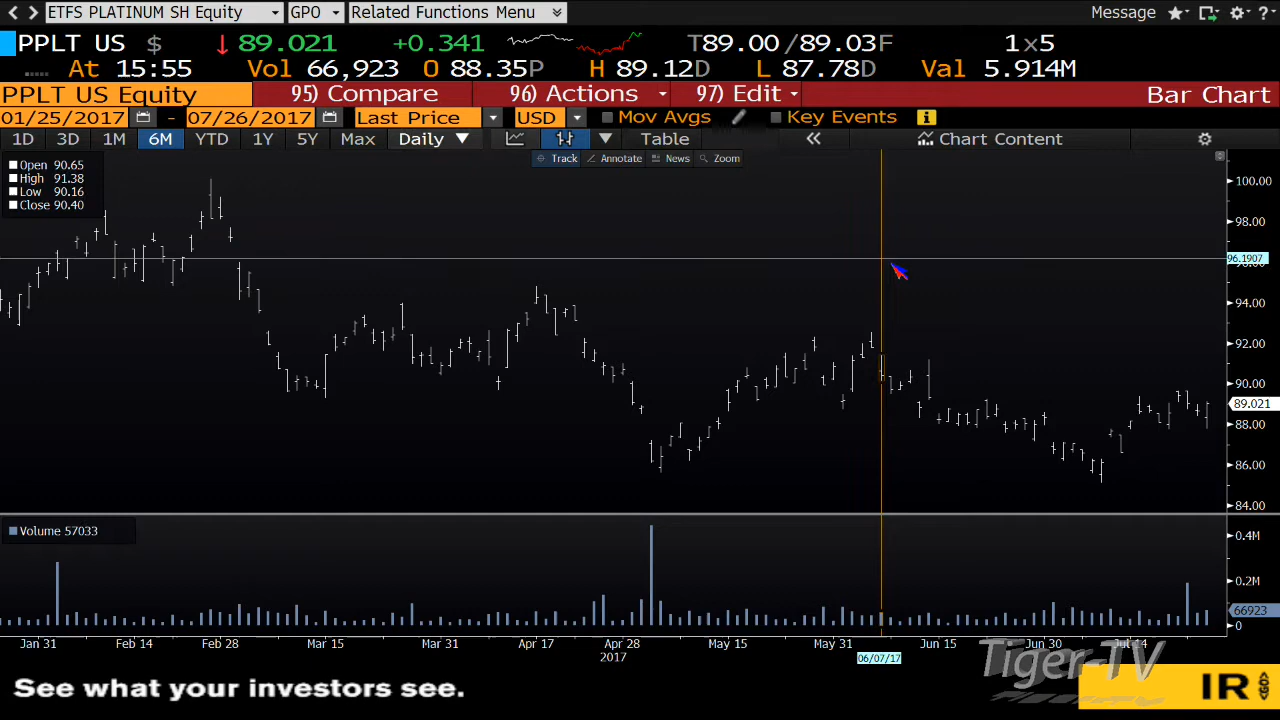 ETFS PLATINUM SH Equity GPO Related Functions Menu Message ?
PPLT US $ ↓89.021 +0.341 T89.00 /89.03F 1x5
At 15:55 Vol 66,923 O 88.35P H 89.12D L 87.78D Val 5.914M
PPLT US Equity 95) Compare 96) Actions 97) Edit Bar Chart
01/25/2017 - 07/26/2017 Last Price USD Mov Avgs Key Events
1D 3D 1M 6M YTD 1Y 5Y Max Daily ▼ Table « Chart Content
Track Annotate News Zoom
Open 90.65
High 91.38
Low 90.16
Close 90.40
100.00
98.00
96.1907
94.00
92.00
90.00
89.021
88.00
86.00
84.00
Volume 57033
0.4M
0.2M
66923
0
Jan 31 Feb 14 Feb 28 Mar 15 Mar 31 Apr 17 Apr 28 May 15 May 31 Jun 15 Jun 30 Jul 14
2017 06/07/17
Tiger-TV
See what your investors see. IR